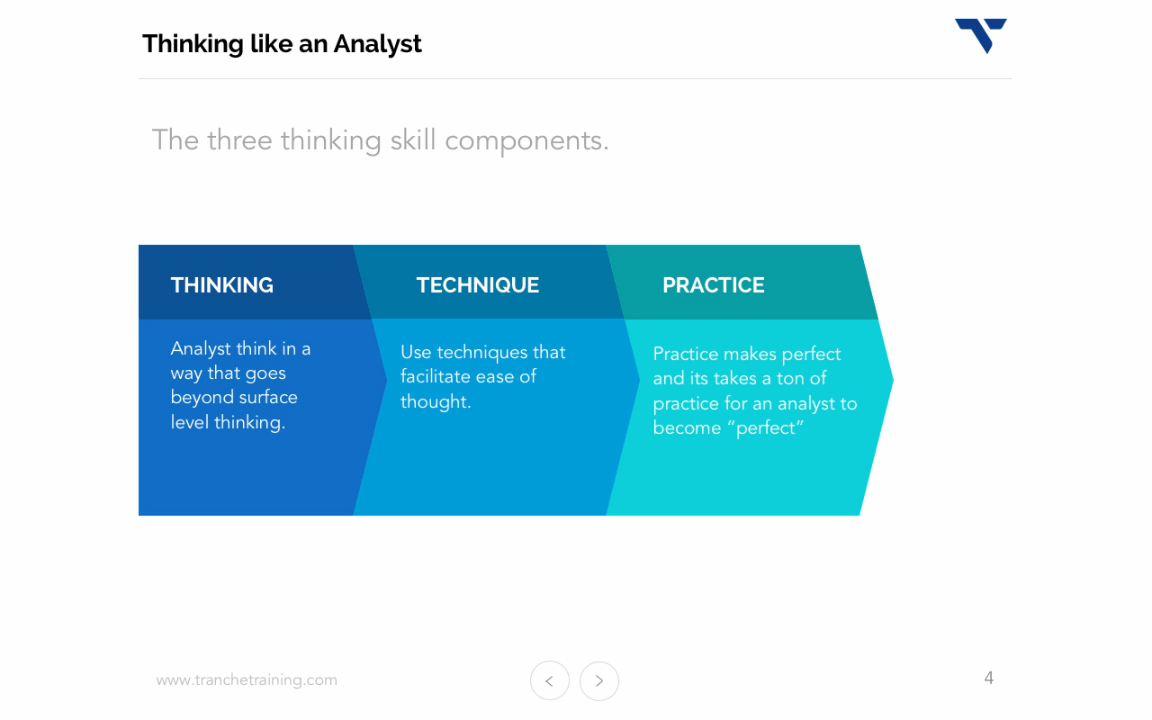 Thinking like an Analyst
The three thinking skill components.
THINKING
Analyst think in a
way that goes
beyond surface
level thinking.
TECHNIQUE
Use techniques that
facilitate ease of
thought.
PRACTICE
Practice makes perfect
and its takes a ton of
practice for an analyst to
become “perfect”
www.tranchetraining.com
4